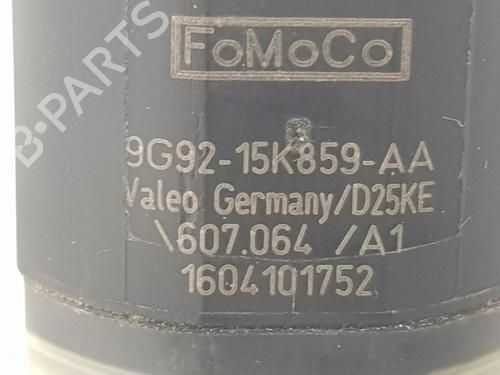 FoMoCo
9G92-15K859-AA
Valeo Germany/D25KE
\607.064 /A1
1604101752
B-PARTS